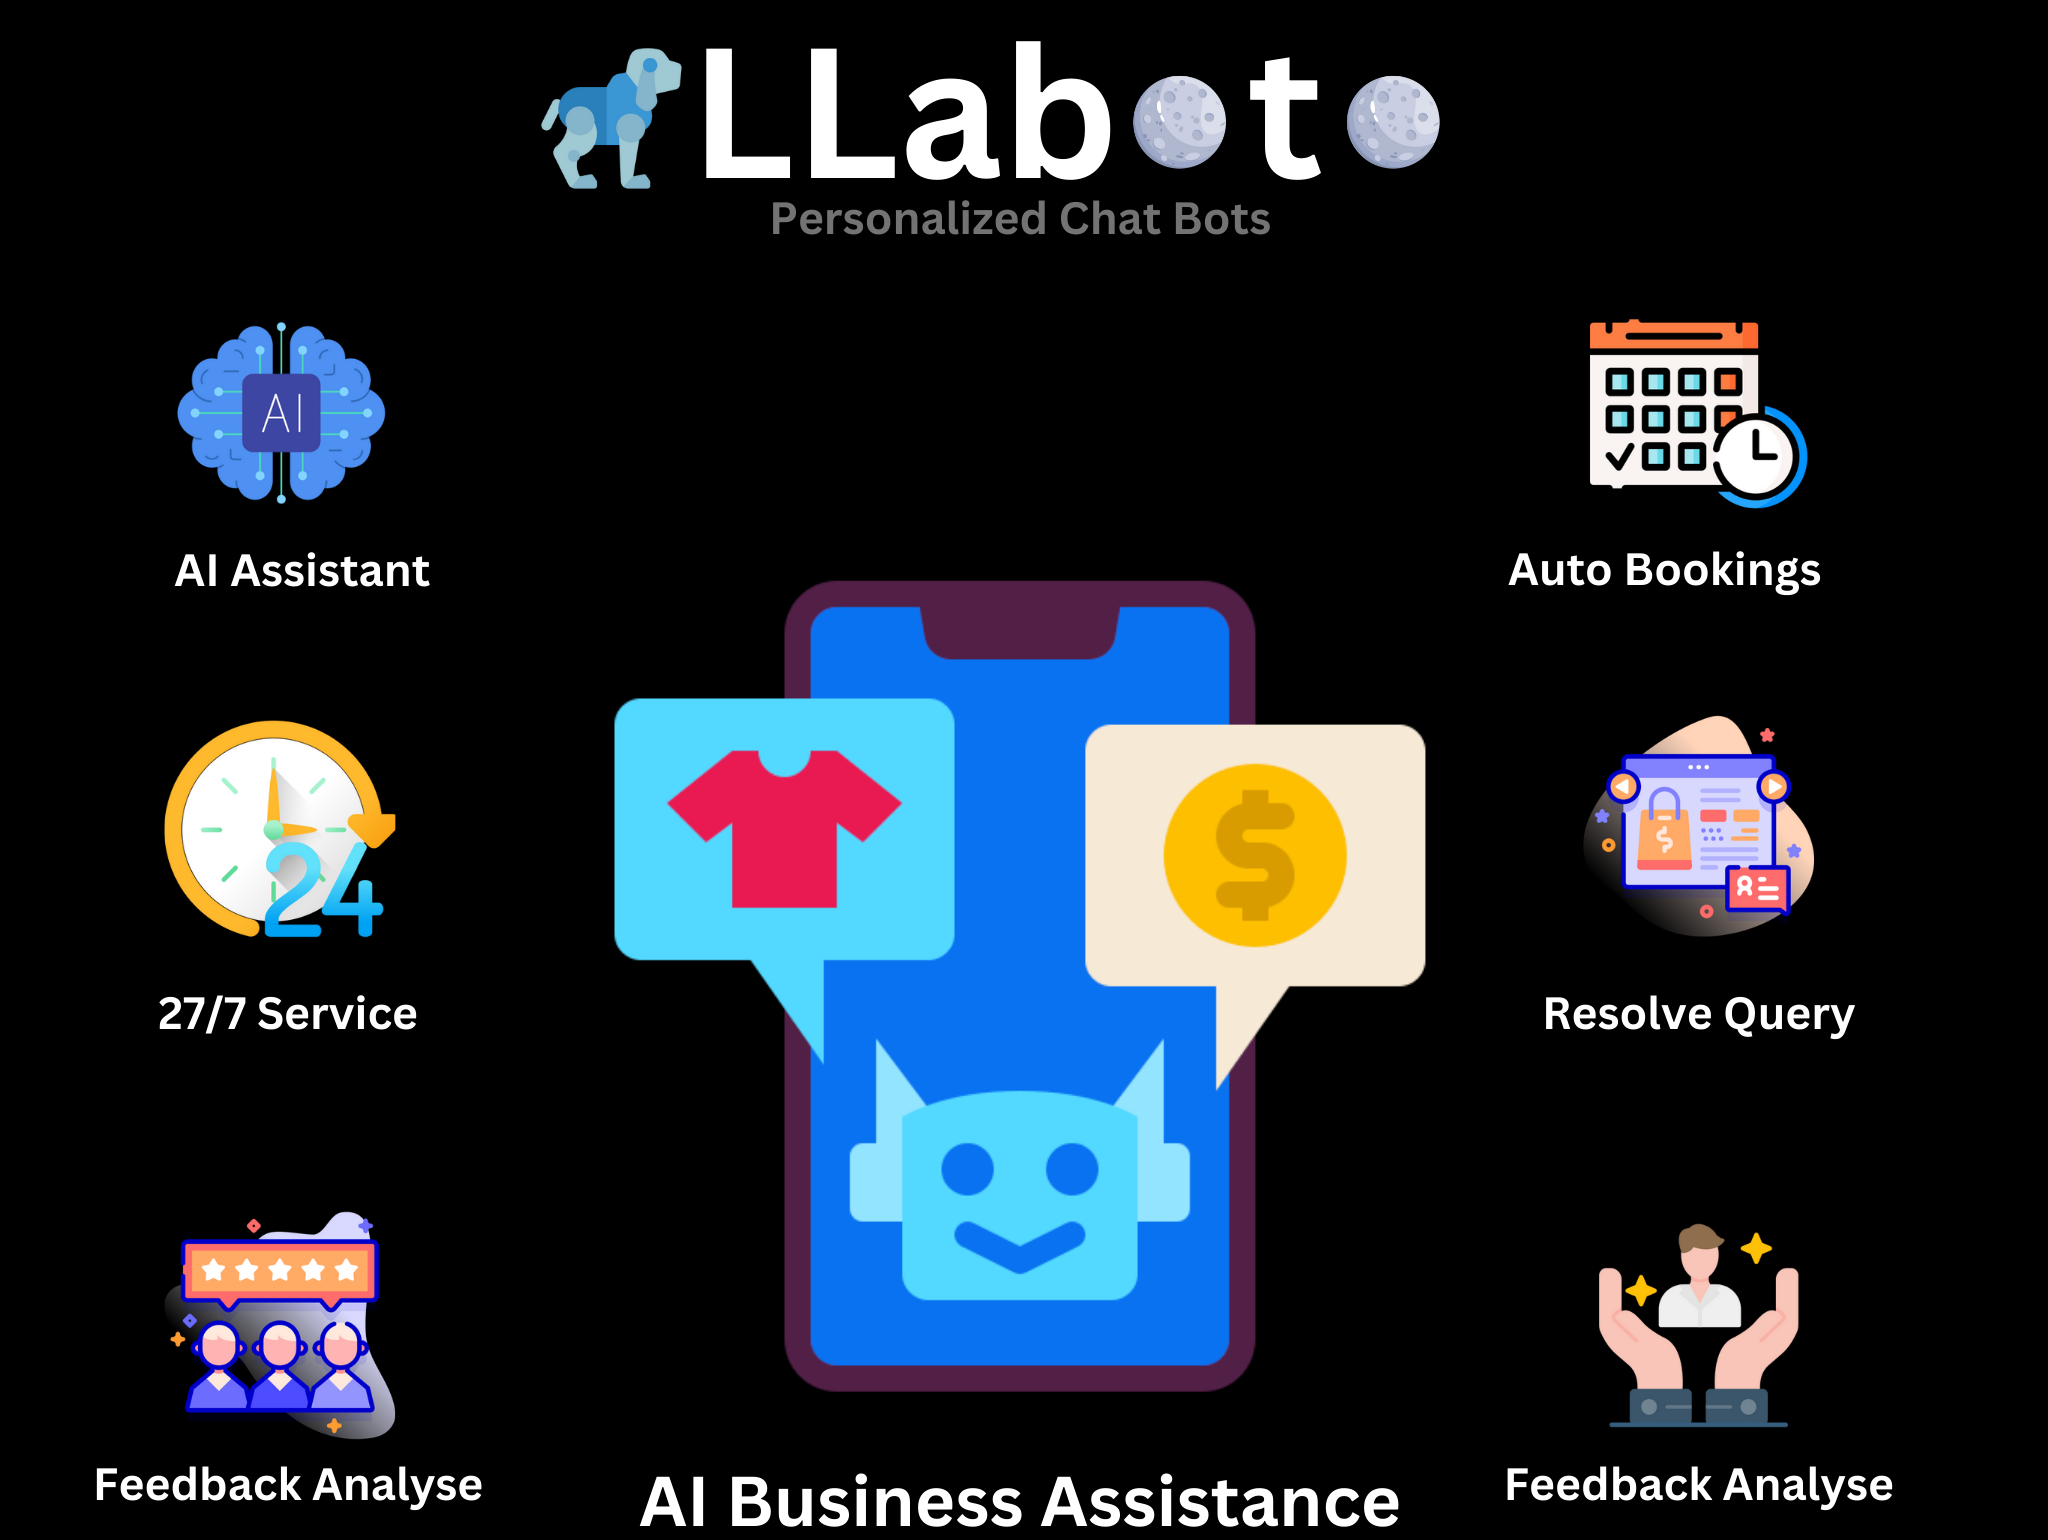 LLaboto
Personalized Chat Bots
AI
AI Assistant
Auto Bookings
$
24
$
27/7 Service
Resolve Query
Feedback Analyse
AI Business Assistance
Feedback Analyse